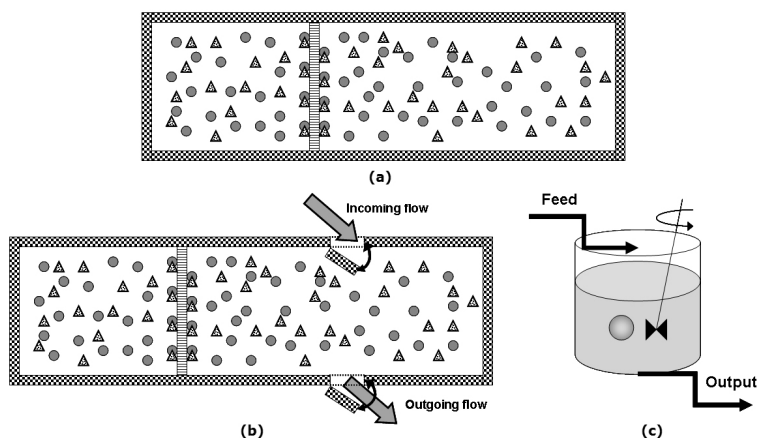 (a)
Incoming flow
Outgoing flow
(b)
Feed
Output
(c)